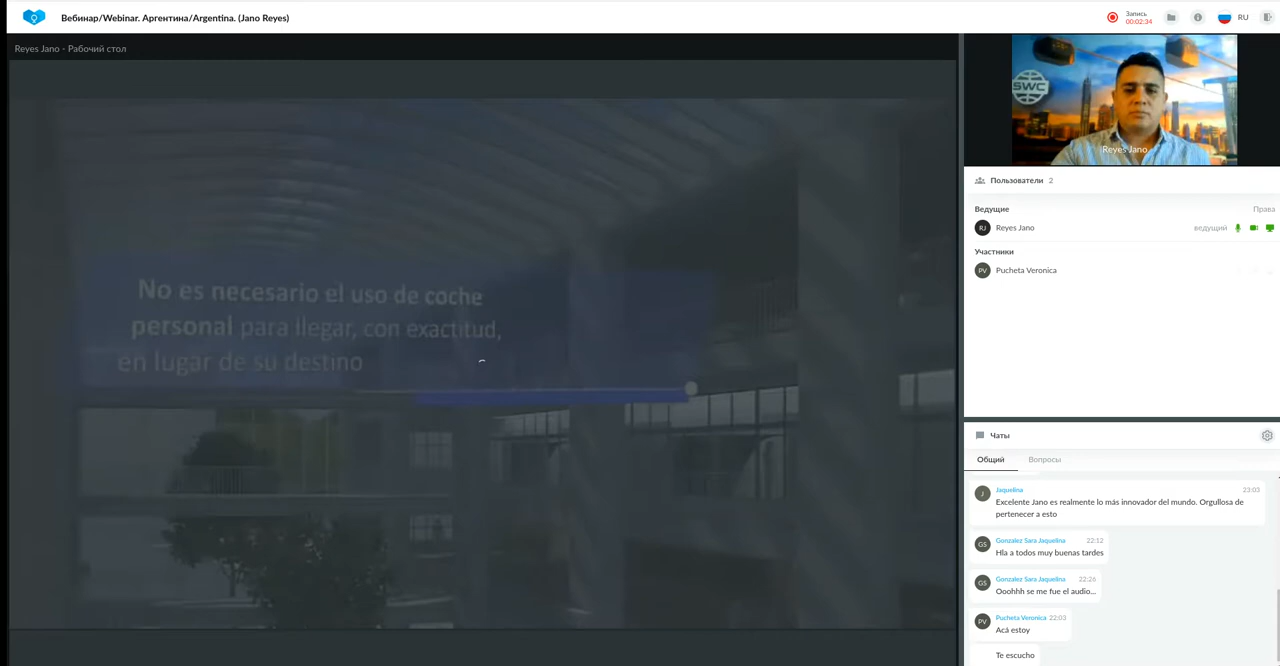 Вебинар/Webinar. Аргентина/Argentina. (Jano Reyes)
Запись
00:02:34
RU
Reyes Jano - Рабочий стол
No es necesario el uso de coche
personal para llegar, con exactitud,
en lugar de su destino
SWC
Reyes Jano
Пользователи 2
Ведущие Права
RJ Reyes Jano ведущий
Участники
PV Pucheta Veronica
Чаты
Общий Вопросы
J Jaquelina 23:03
Excelente Jano es realmente lo más innovador del mundo. Orgullosa de
pertenecer a esto
GS Gonzalez Sara Jaquelina 22:12
Hla a todos muy buenas tardes
GS Gonzalez Sara Jaquelina 22:26
Ooohhh se me fue el audio...
PV Pucheta Veronica 22:03
Acá estoy
Te escucho